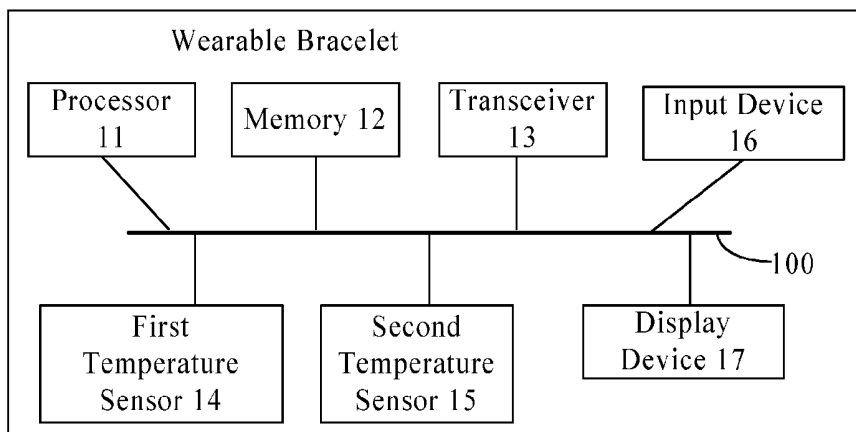 Wearable Bracelet
Processor
11
Memory 12
Transceiver
13
Input Device
16
100
First
Temperature
Sensor 14
Second
Temperature
Sensor 15
Display
Device 17